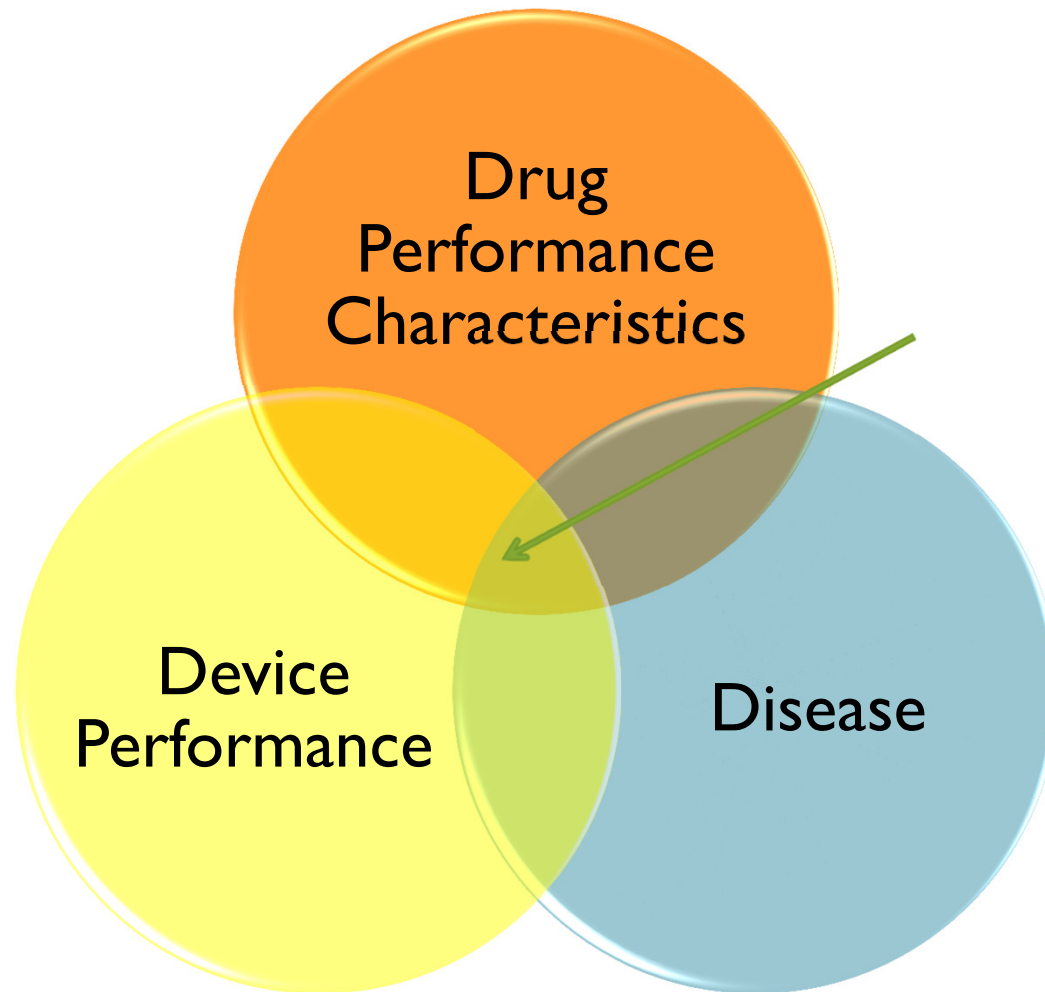 Drug
Performance
Characteristics
Device
Performance
Disease